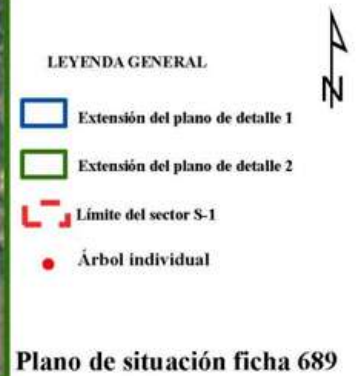 N
LEYENDA GENERAL
Extensión del plano de detalle 1
Extensión del plano de detalle 2
Límite del sector S-1
Árbol individual
Plano de situación ficha 689